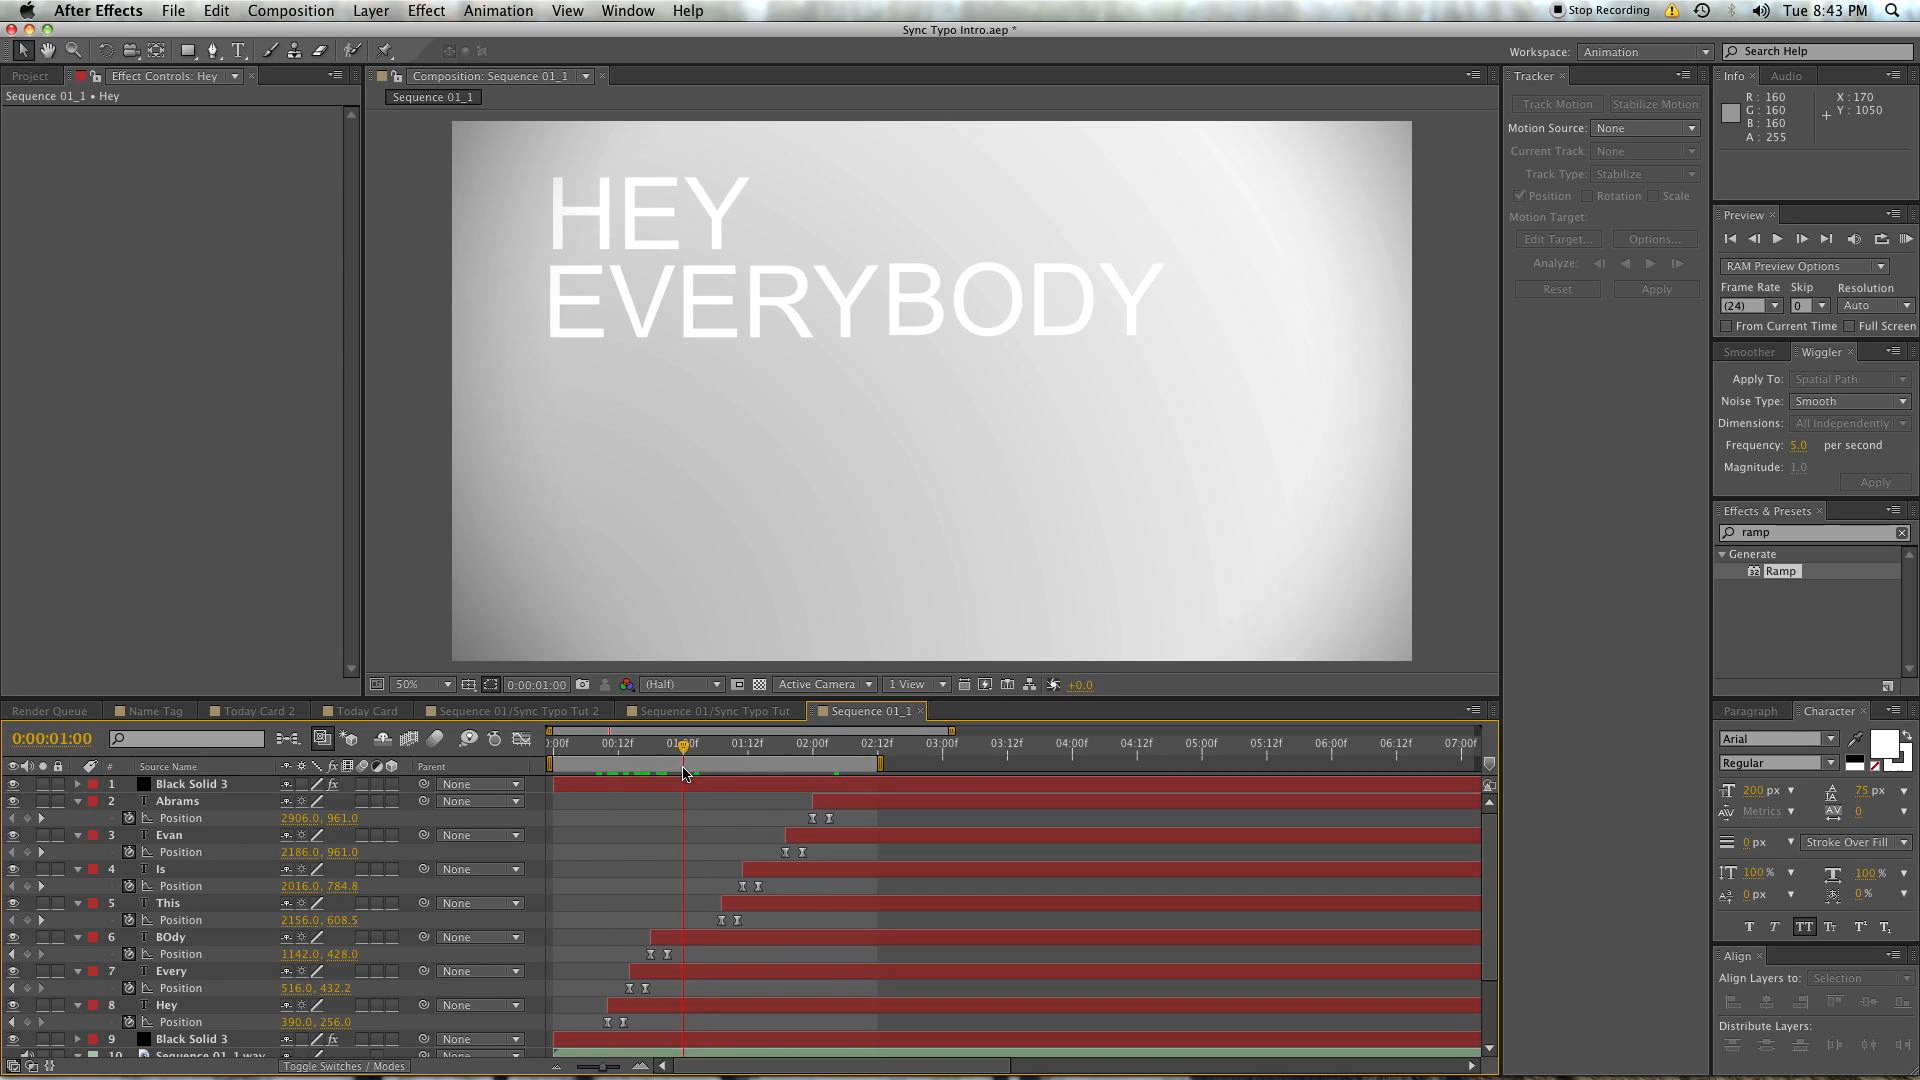 After Effects File Edit Composition Layer Effect Animation View Window Help Stop Recording Tue 8:43 PM
Sync Typo Intro.aep *
Workspace: Animation Search Help
Project Effect Controls: Hey Composition: Sequence 01_1 Tracker Info Audio
Sequence 01_1 • Hey
Sequence 01_1
R : 160 X : 170
G : 160 Y : 1050
B : 160
A : 255
Track Motion Stabilize Motion
Motion Source: None
Current Track: None
Track Type: Stabilize
Position Rotation Scale
Motion Target:
Edit Target... Options...
Analyze:
Reset Apply
HEY
EVERYBODY
Preview
RAM Preview Options
Frame Rate Skip Resolution
(24) 0 Auto
From Current Time Full Screen
Smoother Wiggler
Apply To: Spatial Path
Noise Type: Smooth
Dimensions: All Independently
Frequency: 5.0 per second
Magnitude: 1.0
Apply
Effects & Presets
ramp
Generate
32 Ramp
50% 0:00:01:00 (Half) Active Camera 1 View +0.0
Render Queue Name Tag Today Card 2 Today Card Sequence 01/Sync Typo Tut 2 Sequence 01/Sync Typo Tut Sequence 01_1
0:00:01:00
:00f 00:12f 01:00f 01:12f 02:00f 02:12f 03:00f 03:12f 04:00f 04:12f 05:00f 05:12f 06:00f 06:12f 07:00f
# Source Name fx Parent
1 Black Solid 3 fx None
2 T Abrams None
Position 2906.0, 961.0
3 T Evan None
Position 2186.0, 961.0
4 T Is None
Position 2016.0, 784.8
5 T This None
Position 2156.0, 608.5
6 T BOdy None
Position 1142.0, 428.0
7 T Every None
Position 516.0, 432.2
8 T Hey None
Position 390.0, 256.0
9 Black Solid 3 fx None
10 Sequence 01_1.wav None
Toggle Switches / Modes
Paragraph Character
Arial
Regular
200 px 75 px
Metrics 0
0 px Stroke Over Fill
100 % 100 %
0 px 0 %
T T TT Tt T¹ T₁
Align
Align Layers to: Selection
Distribute Layers: